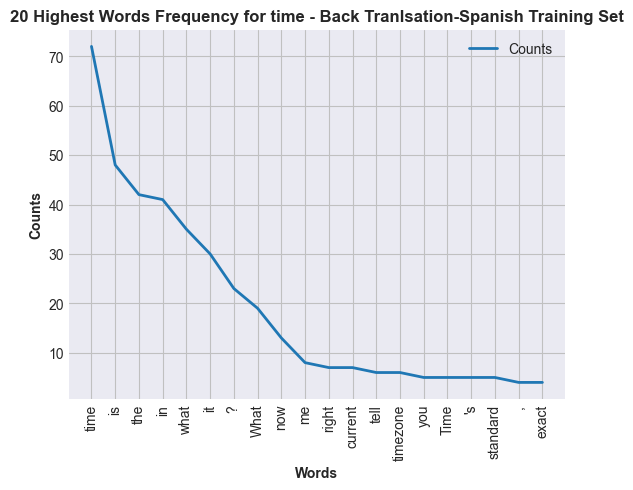 20 Highest Words Frequency for time - Back Tranlsation-Spanish Training Set
Counts
70
60
50
40
30
20
10
Counts
time
is
the
in
what
it
?
What
now
me
right
current
tell
timezone
you
Time
's
standard
,
exact
Words